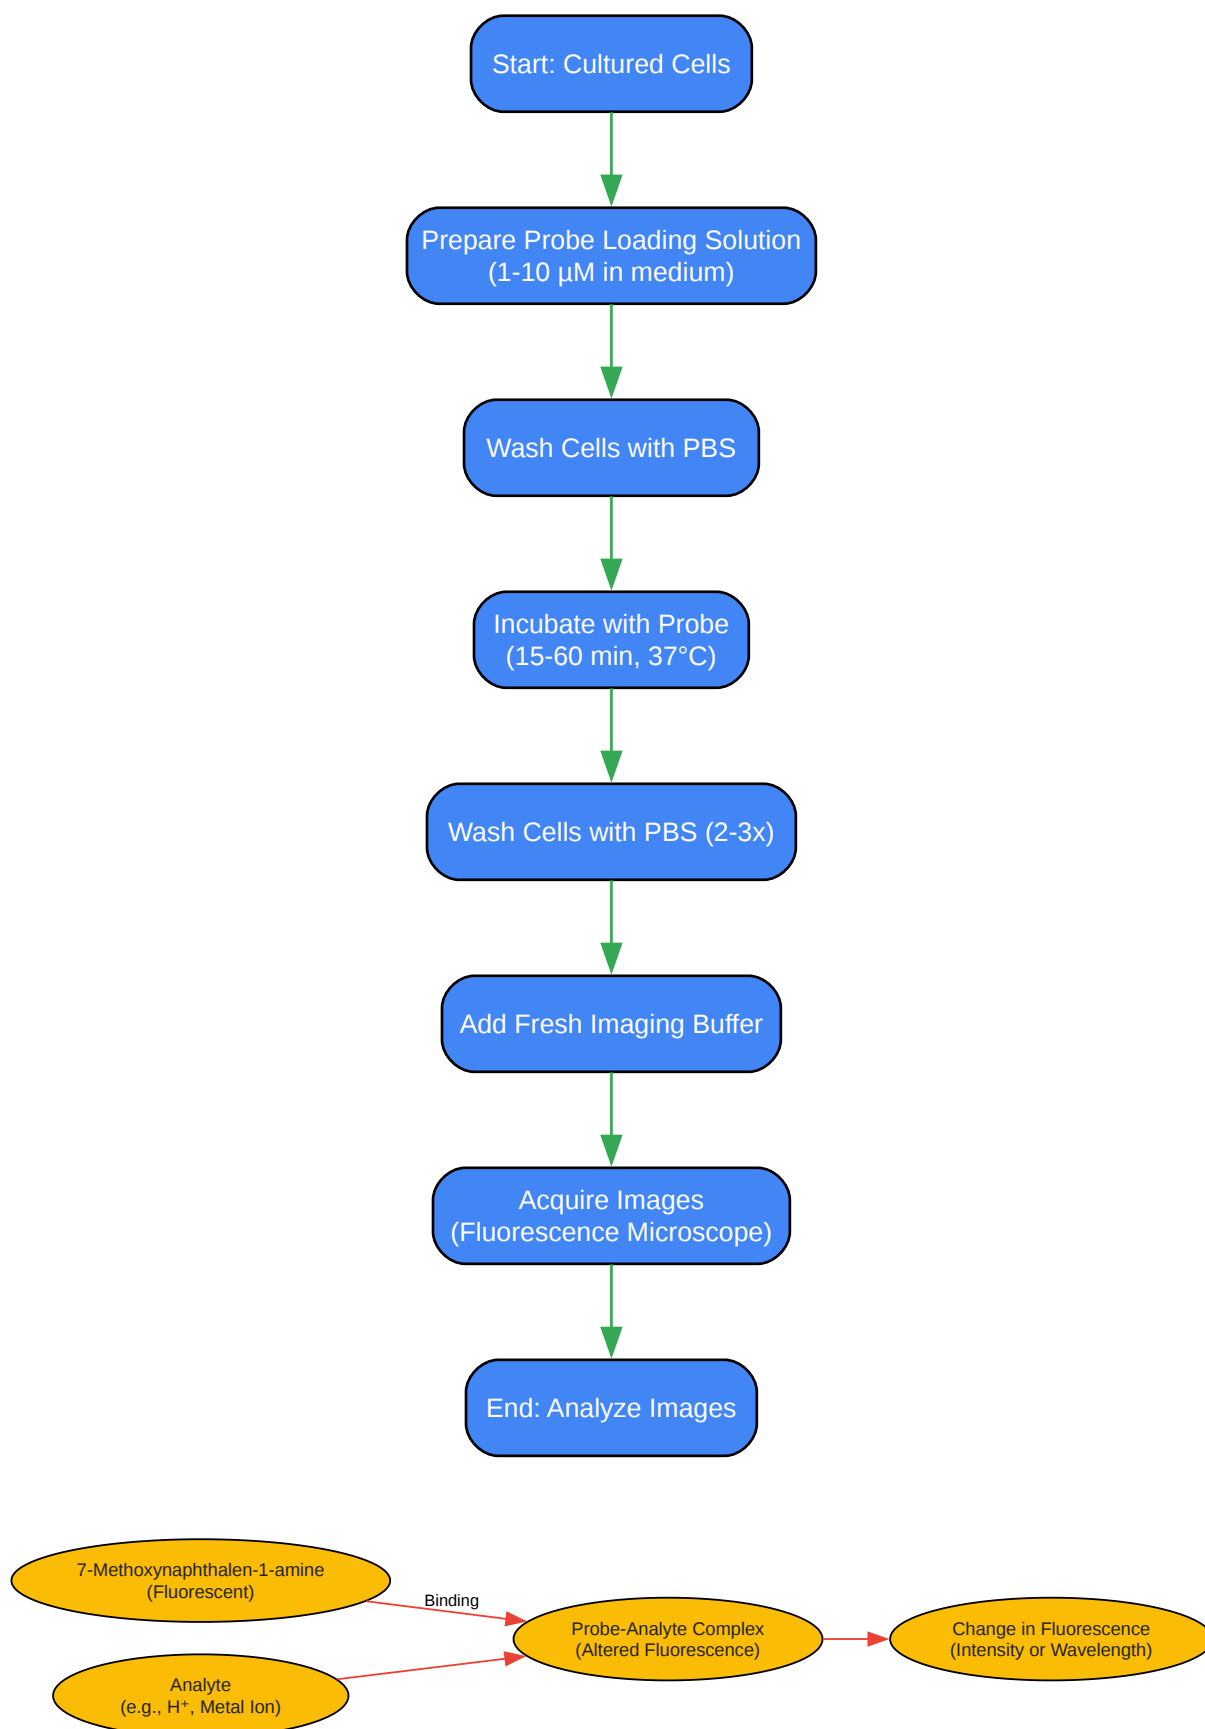 Start: Cultured Cells
Prepare Probe Loading Solution
(1-10 µM in medium)
Wash Cells with PBS
Incubate with Probe
(15-60 min, 37°C)
Wash Cells with PBS (2-3x)
Add Fresh Imaging Buffer
Acquire Images
(Fluorescence Microscope)
End: Analyze Images
7-Methoxynaphthalen-1-amine
(Fluorescent)
Binding
Probe-Analyte Complex
(Altered Fluorescence)
Change in Fluorescence
(Intensity or Wavelength)
Analyte
(e.g., H⁺, Metal Ion)